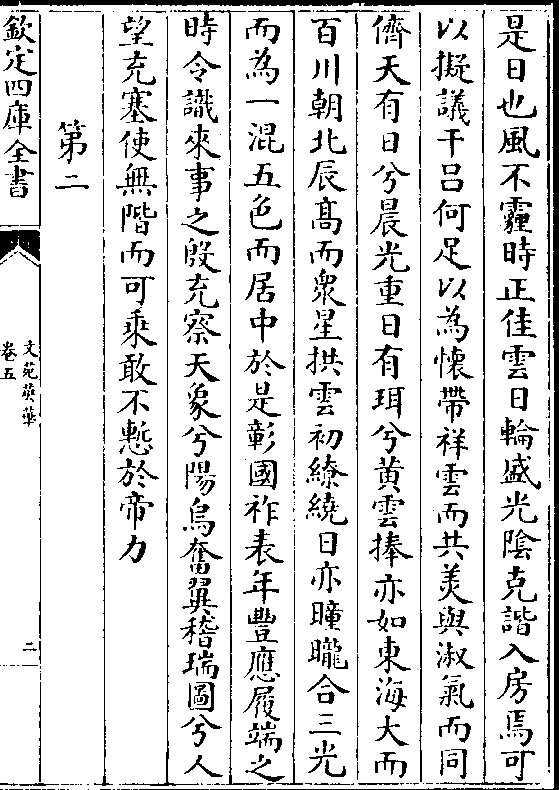 是日也風不霾時正佳雲日輪盛光陰克諧入房焉可
以擬議干呂何足以為懷帶祥雲而共美與淑氣而同
儕天有日兮晨光重日有珥兮黄雲捧亦如東海大而
百川朝北辰髙而衆星拱雲初繚繞日亦曈曨合三光
而為一混五色而居中於是彰國祚表年豐應履端之
時令識來事之殷充察天象兮陽烏奮翼稽瑞圖兮人
望充塞使無階而可乘敢不慙於帝力
第二
欽定四庫全書
文苑英華
卷五
二